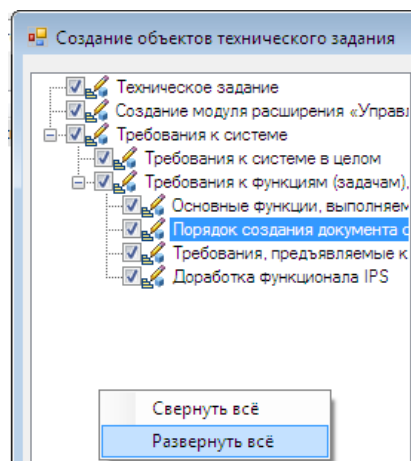 Создание объектов технического задания
Техническое задание
Создание модуля расширения «Управл
Требования к системе
Требования к системе в целом
Требования к функциям (задачам),
Основные функции, выполняем
Порядок создания документа о
Требования, предъявляемые к
Доработка функционала IPS
Свернуть всё
Развернуть всё